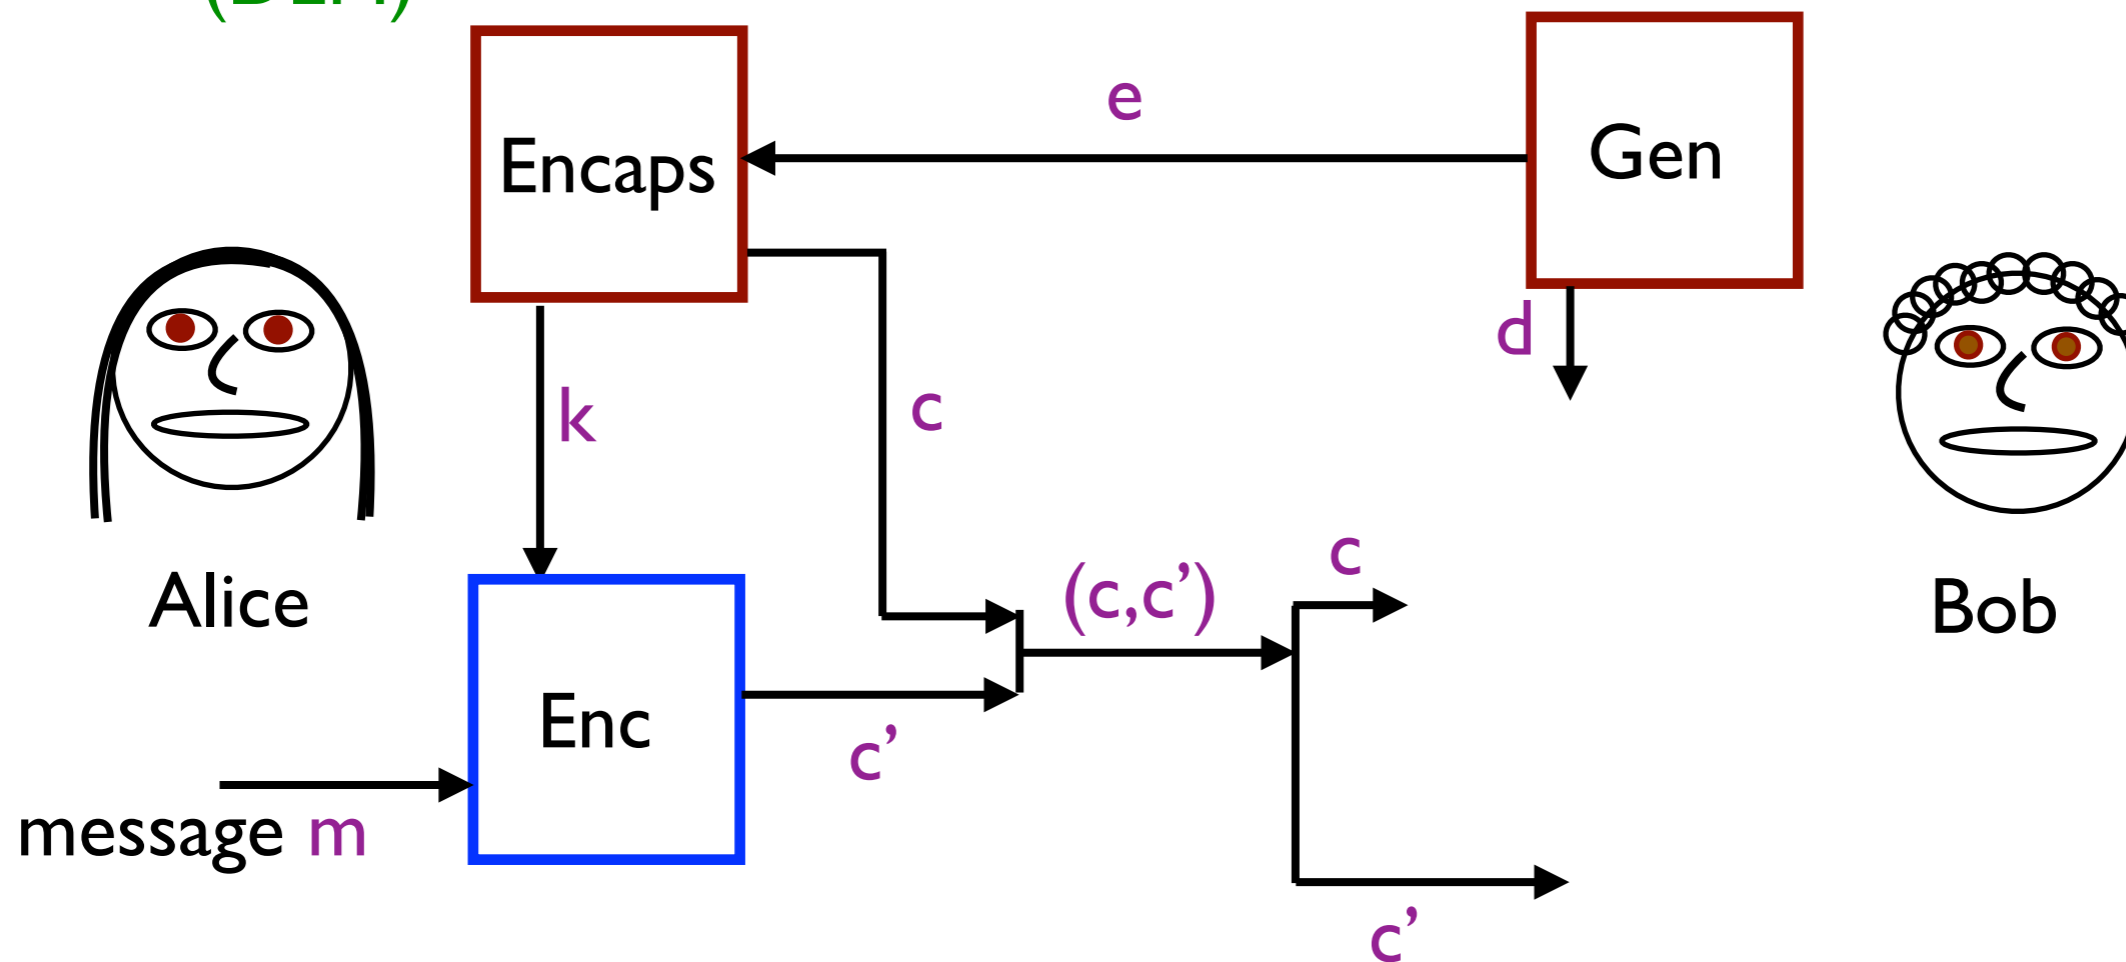 e
Encaps
Gen
d
k
c
c
(c,c’)
Alice
Bob
Enc
c’
message m
c’